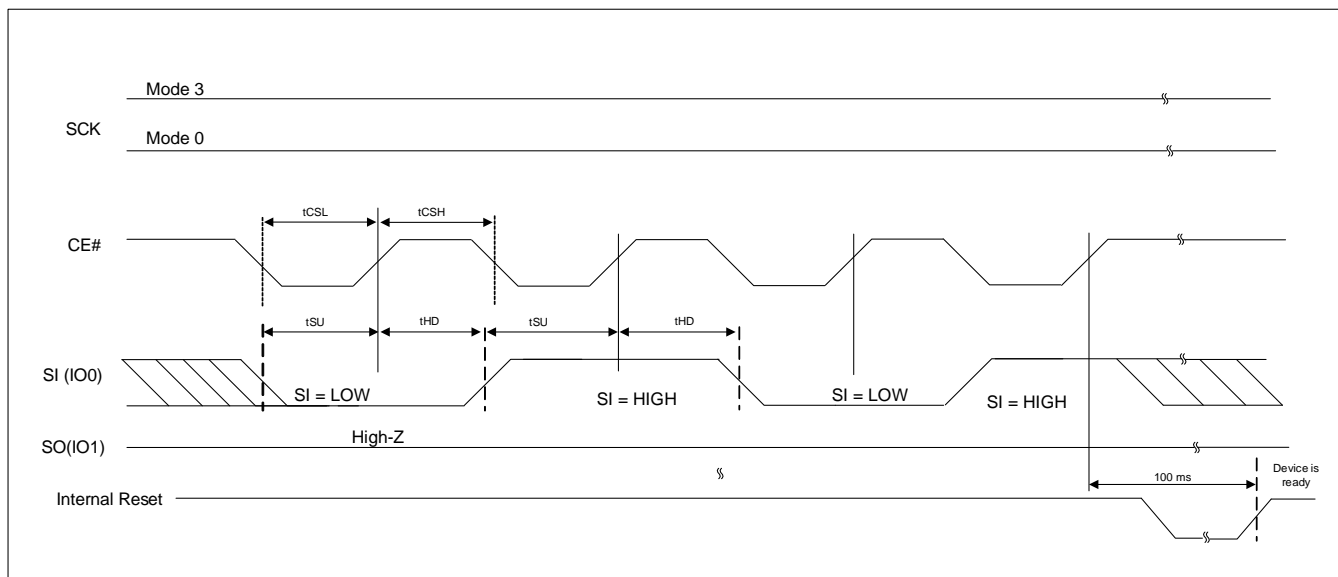 Mode 3
SCK
Mode 0
tCSL
tCSH
CE#
tSU
tHD
tSU
tHD
SI (IO0)
SI = LOW
SI = HIGH
SI = LOW
SI = HIGH
High-Z
SO(IO1)
100 ms
Device is
ready
Internal Reset